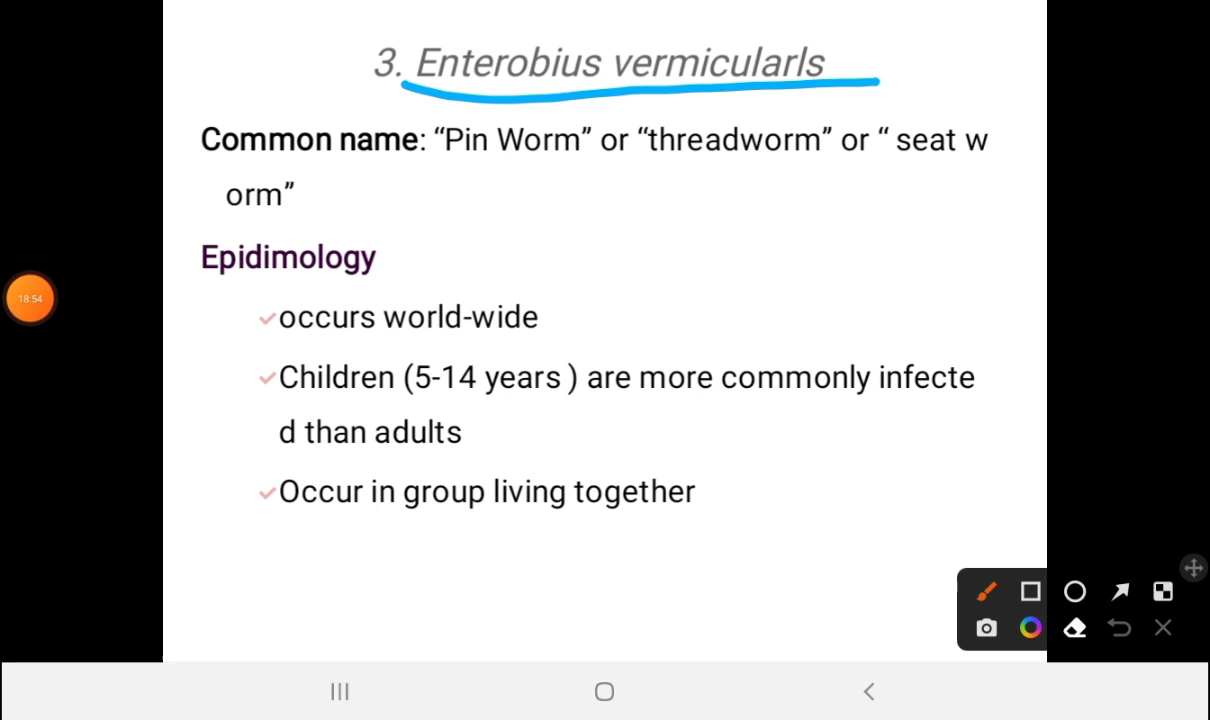 3. Enterobius vermicularls
Common name: “Pin Worm” or “threadworm” or “ seat w
orm”
Epidimology
occurs world-wide
18:54
Children (5-14 years ) are more commonly infecte
d than adults
Occur in group living together